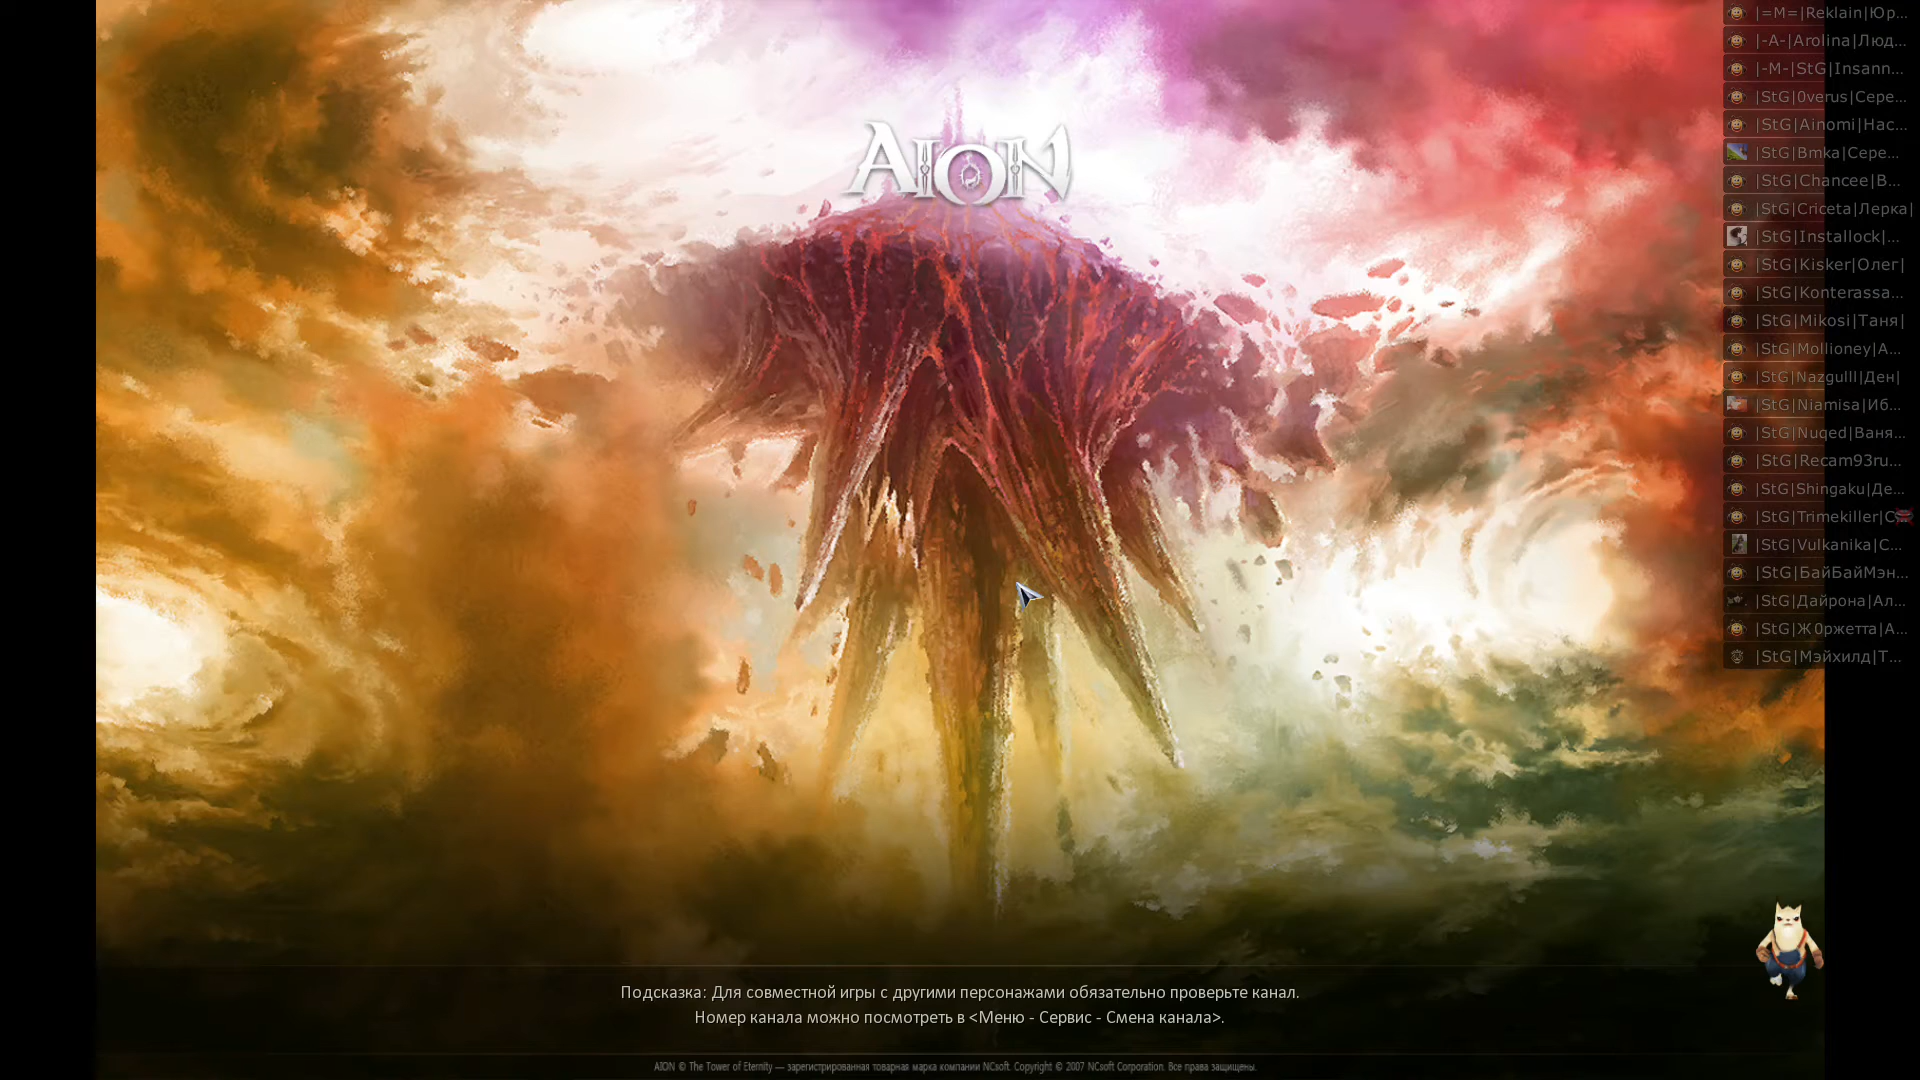 AION
|=M=|Reklain|Юр...
|-A-|Arolina|Люд...
|-M-|StG|Insann...
|StG|0verus|Сере...
|StG|Ainomi|Нас...
|StG|Bmka|Сере...
|StG|Chancee|В...
|StG|Criceta|Лерка|
|StG|Installock|...
|StG|Kisker|Олег|
|StG|Konterassa...
|StG|Mikosi|Таня|
|StG|Mollioney|А...
|StG|Nazgulll|Ден|
|StG|Niamisa|Иб...
|StG|Nuqed|Ваня...
|StG|Recam93ru...
|StG|Shingaku|Де...
|StG|Trimekiller|С
|StG|Vulkanika|С...
|StG|БайБайМэн...
|StG|Дайрона|Ал...
|StG|Ж0ржетта|А...
|StG|Мэйхилд|Т...
Подсказка: Для совместной игры с другими персонажами обязательно проверьте канал.
Номер канала можно посмотреть в <Меню - Сервис - Смена канала>.
AION © The Tower of Eternity — зарегистрированная товарная марка компании NCsoft. Copyright © 2007 NCsoft Corporation. Все права защищены.